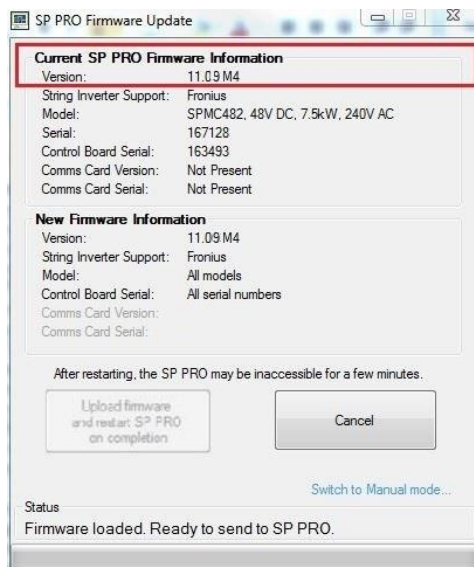 SP PRO Firmware Update
Current SP PRO Firmware Information
Version: 11.09 M4
String Inverter Support: Fronius
Model: SPMC482, 48V DC, 7.5kW, 240V AC
Serial: 167128
Control Board Serial: 163493
Comms Card Version: Not Present
Comms Card Serial: Not Present
New Firmware Information
Version: 11.09 M4
String Inverter Support: Fronius
Model: All models
Control Board Serial: All serial numbers
Comms Card Version:
Comms Card Serial:
After restarting, the SP PRO may be inaccessible for a few minutes.
Upload firmware
and restart SP PRO
on completion
Cancel
Switch to Manual mode...
Status
Firmware loaded. Ready to send to SP PRO.